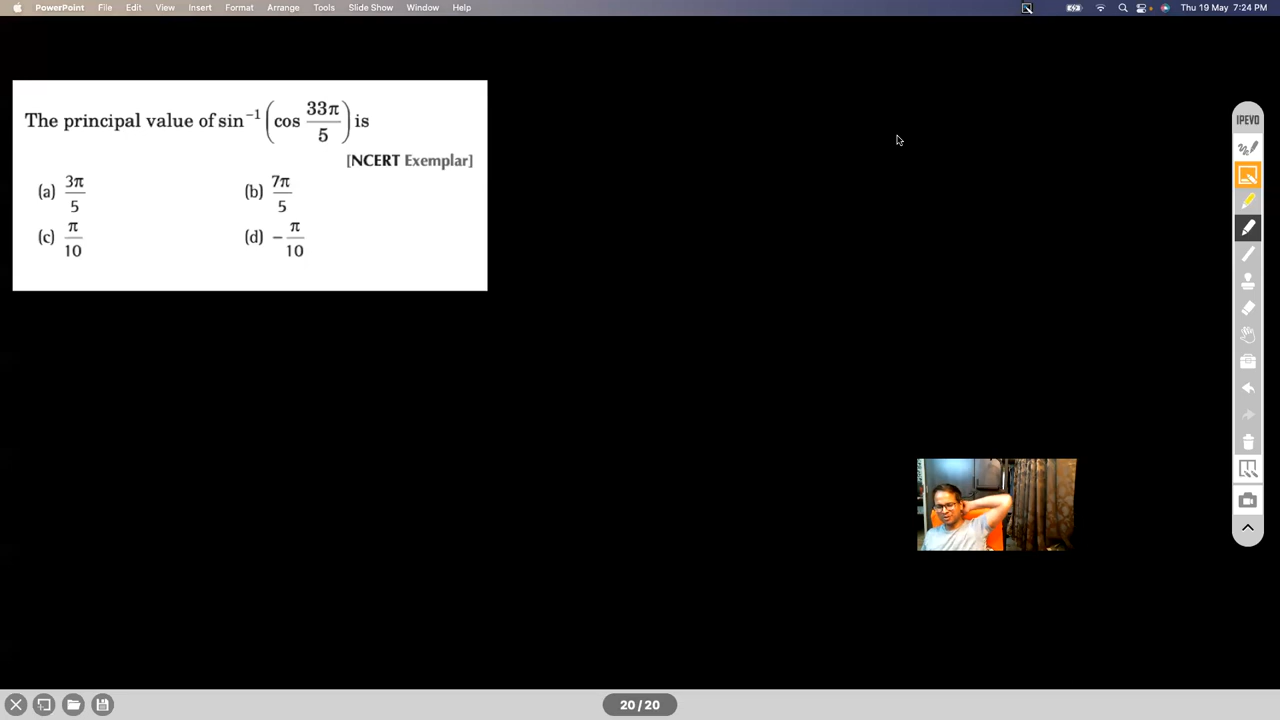 PowerPoint File Edit View Insert Format Arrange Tools Slide Show Window Help Thu 19 May 7:24 PM
The principal value of sin⁻¹(cos 33π/5) is
[NCERT Exemplar]
(a) 3π/5 (b) 7π/5
(c) π/10 (d) −π/10
IPEVO
20 / 20